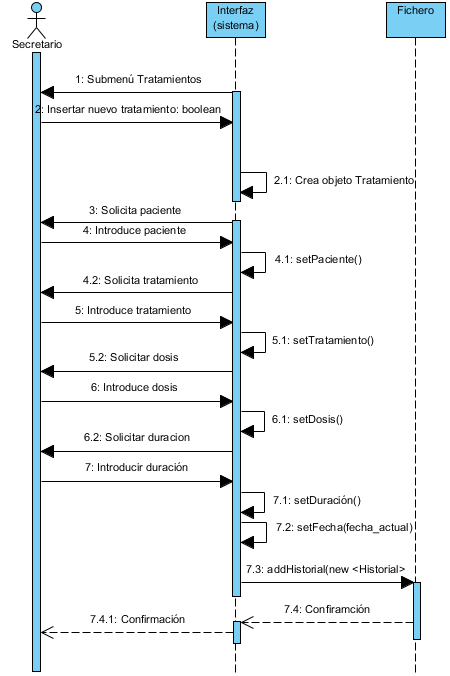 Interfaz
(sistema)
Fichero
Secretario
1: Submenú Tratamientos
2: Insertar nuevo tratamiento: boolean
2.1: Crea objeto Tratamiento
3: Solicita paciente
4: Introduce paciente
4.1: setPaciente()
4.2: Solicita tratamiento
5: Introduce tratamiento
5.1: setTratamiento()
5.2: Solicitar dosis
6: Introduce dosis
6.1: setDosis()
6.2: Solicitar duracion
7: Introducir duración
7.1: setDuración()
7.2: setFecha(fecha_actual)
7.3: addHistorial(new <Historial>
7.4: Confiramción
7.4.1: Confirmación